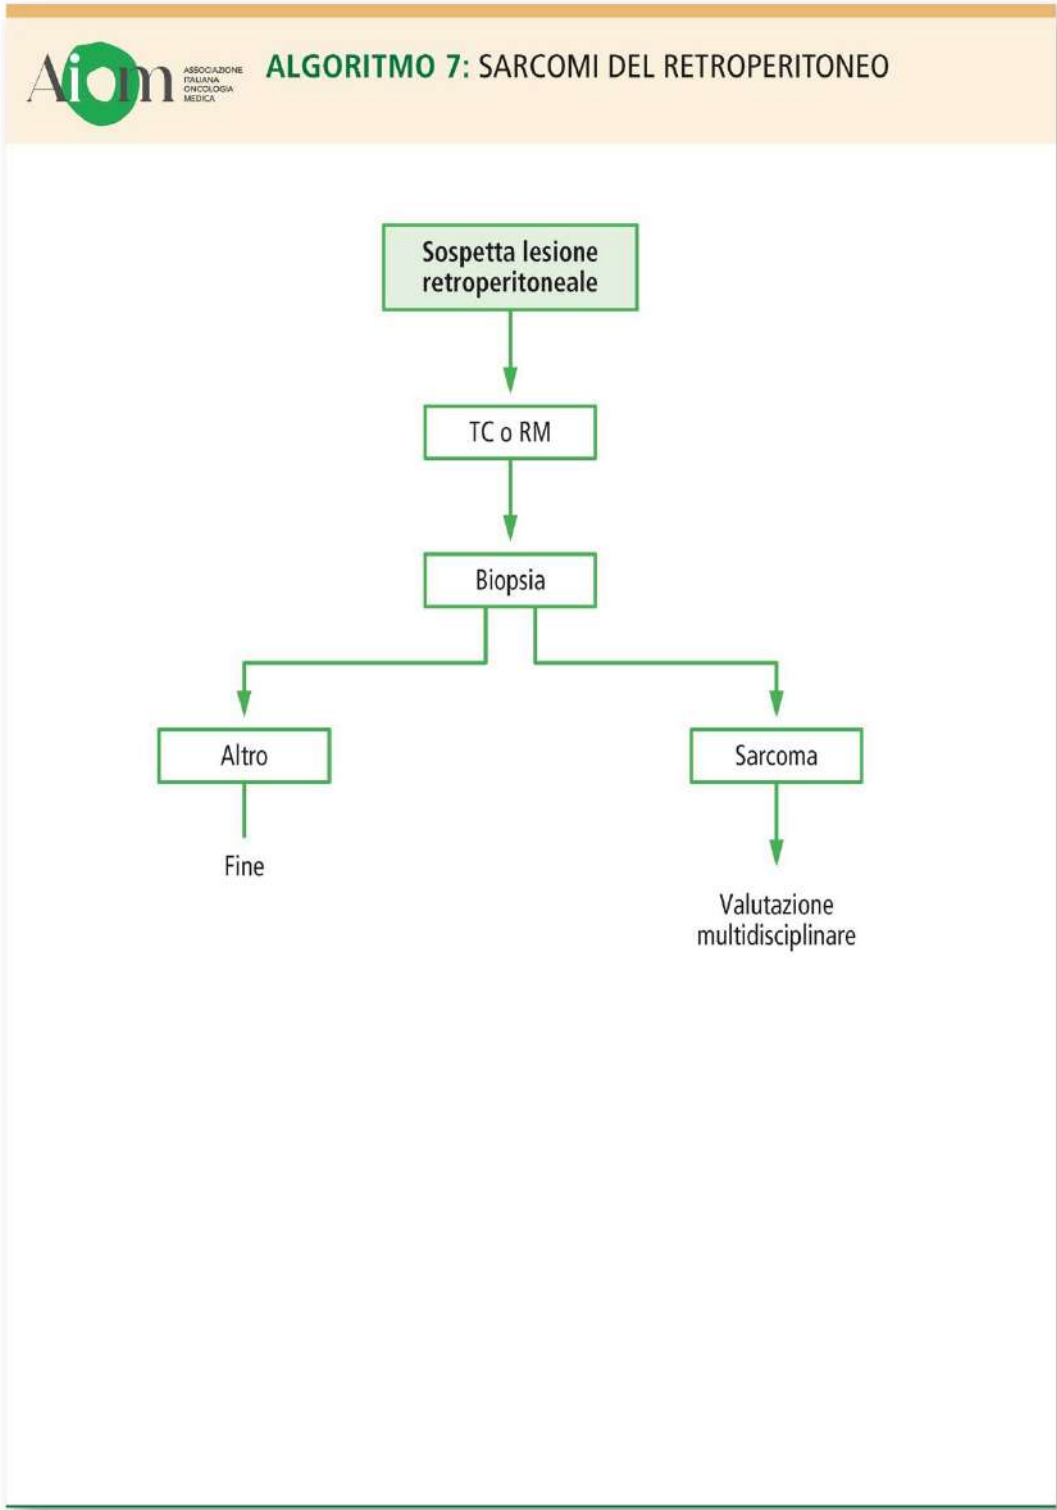 Aiom
ASSOCIAZIONE
ITALIANA
ONCOLOGIA
MEDICA
ALGORITMO 7: SARCOMI DEL RETROPERITONEO
Sospetta lesione
retroperitoneale
TC o RM
Biopsia
Altro
Sarcoma
Fine
Valutazione
multidisciplinare